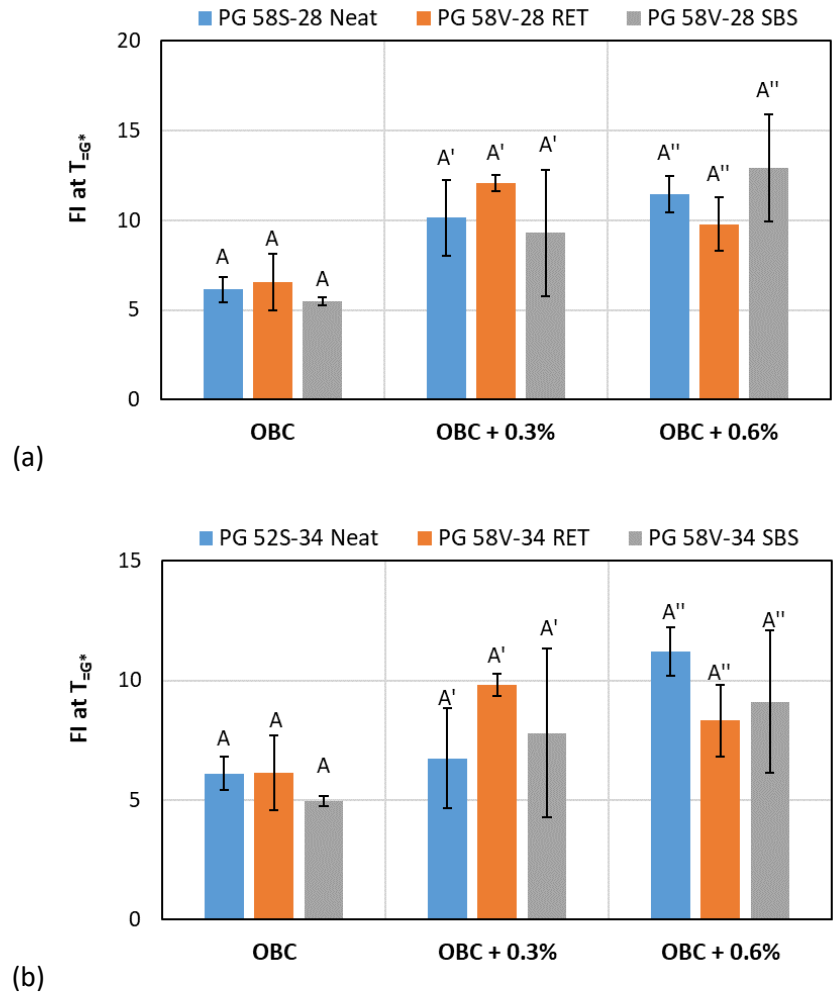 PG 58S-28 Neat PG 58V-28 RET PG 58V-28 SBS
20
15
10
5
0
FI at T=G*
A A A
A' A' A'
A'' A'' A''
OBC OBC + 0.3% OBC + 0.6%
(a)
PG 52S-34 Neat PG 58V-34 RET PG 58V-34 SBS
15
10
5
0
FI at T=G*
A A A
A' A' A'
A'' A'' A''
OBC OBC + 0.3% OBC + 0.6%
(b)